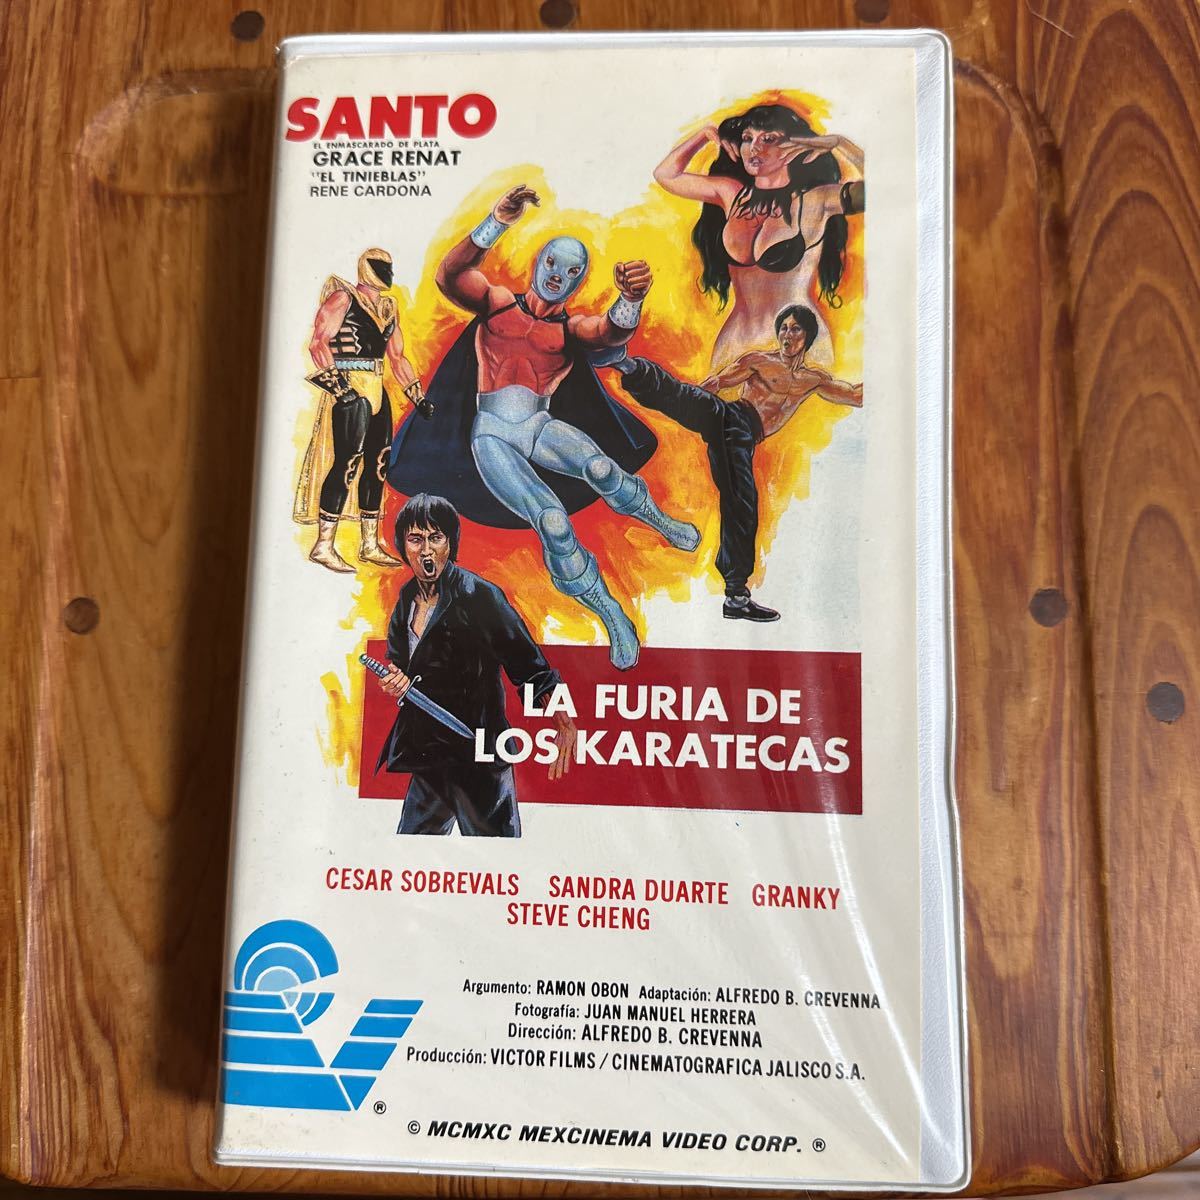 SANTO
EL ENMASCARADO DE PLATA
GRACE RENAT
"EL TINIEBLAS"
RENE CARDONA
LA FURIA DE
LOS KARATECAS
CESAR SOBREVALS SANDRA DUARTE GRANKY
STEVE CHENG
Argumento: RAMON OBON Adaptación: ALFREDO B. CREVENNA
Fotografía: JUAN MANUEL HERRERA
Dirección: ALFREDO B. CREVENNA
Producción: VICTOR FILMS / CINEMATOGRAFICA JALISCO S.A.
®
© MCMXC MEXCINEMA VIDEO CORP. ®